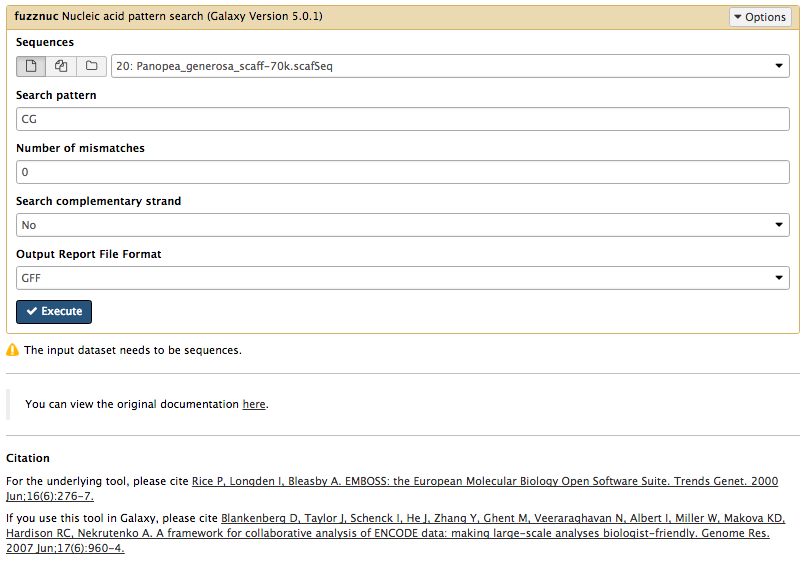 fuzznuc Nucleic acid pattern search (Galaxy Version 5.0.1)
Options
Sequences
20: Panopea_generosa_scaff-70k.scafSeq
Search pattern
CG
Number of mismatches
0
Search complementary strand
No
Output Report File Format
GFF
Execute
The input dataset needs to be sequences.
You can view the original documentation here.
Citation
For the underlying tool, please cite Rice P, Longden I, Bleasby A. EMBOSS: the European Molecular Biology Open Software Suite. Trends Genet. 2000
Jun;16(6):276-7.
If you use this tool in Galaxy, please cite Blankenberg D, Taylor J, Schenck I, He J, Zhang Y, Ghent M, Veeraraghavan N, Albert I, Miller W, Makova KD,
Hardison RC, Nekrutenko A. A framework for collaborative analysis of ENCODE data: making large-scale analyses biologist-friendly. Genome Res.
2007 Jun;17(6):960-4.